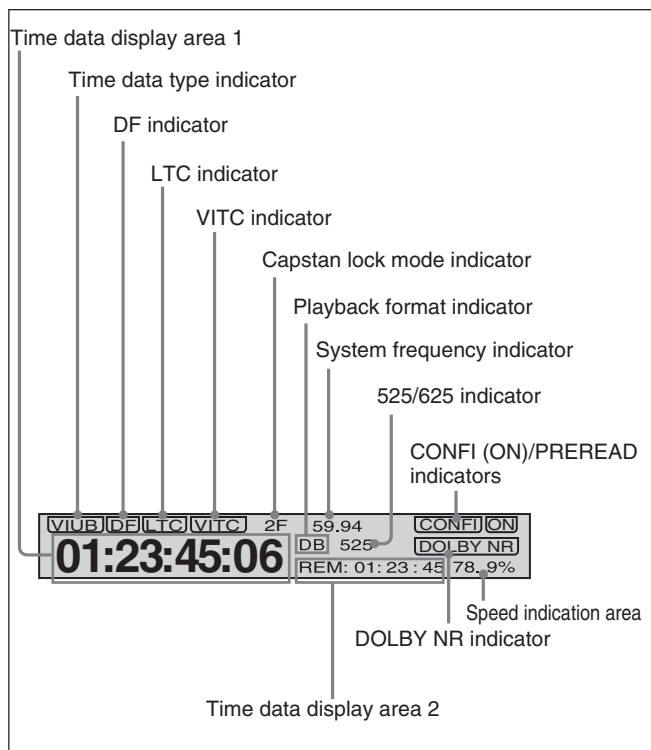 Time data display area 1
Time data type indicator
DF indicator
LTC indicator
VITC indicator
Capstan lock mode indicator
Playback format indicator
System frequency indicator
525/625 indicator
CONFI (ON)/PREREAD
indicators
VIUB DF LTC VITC 2F 59.94 CONFI ON
01:23:45:06 DB 525 DOLBY NR
REM: 01: 23 : 45 78. 9%
Speed indication area
DOLBY NR indicator
Time data display area 2